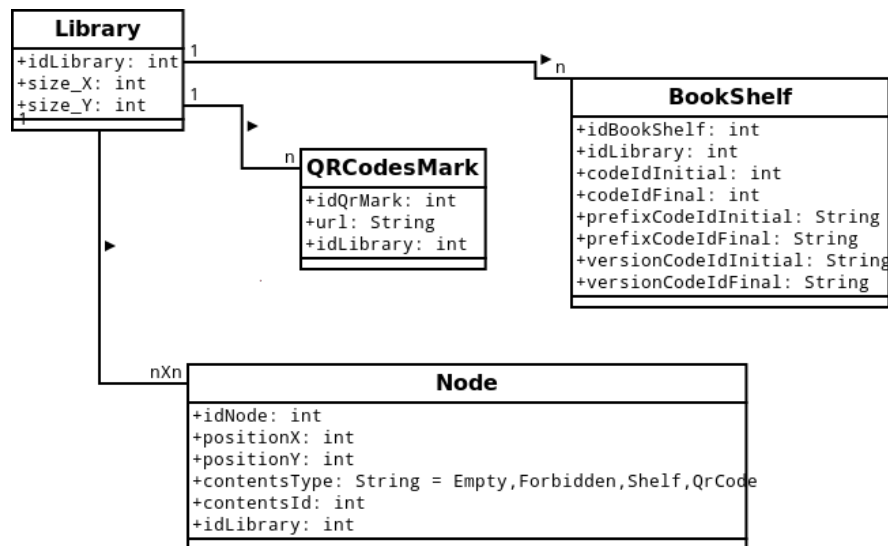 Library
+idLibrary: int
+size_X: int
+size_Y: int
1
1
n
1
n
BookShelf
+idBookShelf: int
+idLibrary: int
+codeIdInitial: int
+codeIdFinal: int
+prefixCodeIdInitial: String
+prefixCodeIdFinal: String
+versionCodeIdInitial: String
+versionCodeIdFinal: String
QRCodesMark
+idQrMark: int
+url: String
+idLibrary: int
nXn
Node
+idNode: int
+positionX: int
+positionY: int
+contentsType: String = Empty,Forbidden,Shelf,QrCode
+contentsId: int
+idLibrary: int